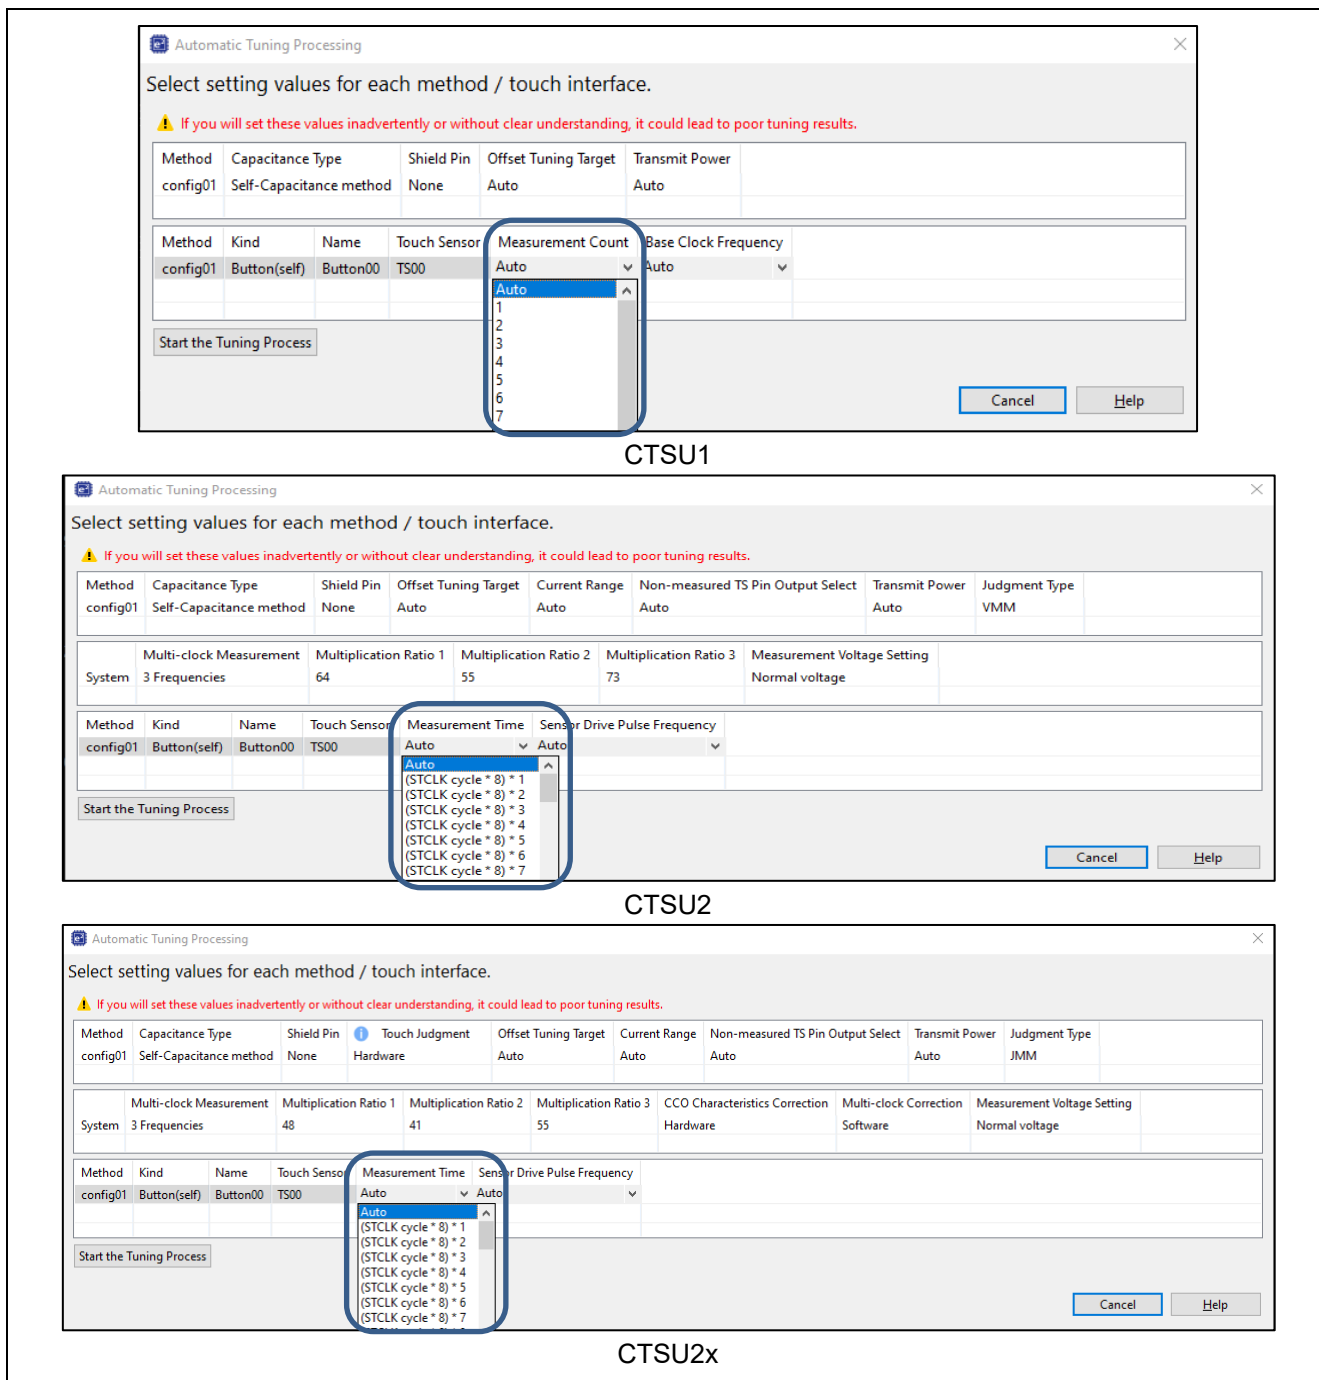 Automatic Tuning Processing
Select setting values for each method / touch interface.
If you will set these values inadvertently or without clear understanding, it could lead to poor tuning results.
Method Capacitance Type Shield Pin Offset Tuning Target Transmit Power
config01 Self-Capacitance method None Auto Auto
Method Kind Name Touch Sensor Measurement Count Base Clock Frequency
config01 Button(self) Button00 TS00 Auto Auto
Auto
1
2
3
4
5
6
7
Start the Tuning Process
Cancel Help
CTSU1
Automatic Tuning Processing
Select setting values for each method / touch interface.
If you will set these values inadvertently or without clear understanding, it could lead to poor tuning results.
Method Capacitance Type Shield Pin Offset Tuning Target Current Range Non-measured TS Pin Output Select Transmit Power Judgment Type
config01 Self-Capacitance method None Auto Auto Auto Auto VMM
Multi-clock Measurement Multiplication Ratio 1 Multiplication Ratio 2 Multiplication Ratio 3 Measurement Voltage Setting
System 3 Frequencies 64 55 73 Normal voltage
Method Kind Name Touch Sensor Measurement Time Sensor Drive Pulse Frequency
config01 Button(self) Button00 TS00 Auto Auto
Auto
(STCLK cycle * 8) * 1
(STCLK cycle * 8) * 2
(STCLK cycle * 8) * 3
(STCLK cycle * 8) * 4
(STCLK cycle * 8) * 5
(STCLK cycle * 8) * 6
(STCLK cycle * 8) * 7
Start the Tuning Process
Cancel Help
CTSU2
Automatic Tuning Processing
Select setting values for each method / touch interface.
If you will set these values inadvertently or without clear understanding, it could lead to poor tuning results.
Method Capacitance Type Shield Pin Touch Judgment Offset Tuning Target Current Range Non-measured TS Pin Output Select Transmit Power Judgment Type
config01 Self-Capacitance method None Hardware Auto Auto Auto Auto JMM
Multi-clock Measurement Multiplication Ratio 1 Multiplication Ratio 2 Multiplication Ratio 3 CCO Characteristics Correction Multi-clock Correction Measurement Voltage Setting
System 3 Frequencies 48 41 55 Hardware Software Normal voltage
Method Kind Name Touch Sensor Measurement Time Sensor Drive Pulse Frequency
config01 Button(self) Button00 TS00 Auto Auto
Auto
(STCLK cycle * 8) * 1
(STCLK cycle * 8) * 2
(STCLK cycle * 8) * 3
(STCLK cycle * 8) * 4
(STCLK cycle * 8) * 5
(STCLK cycle * 8) * 6
(STCLK cycle * 8) * 7
Start the Tuning Process
Cancel Help
CTSU2x